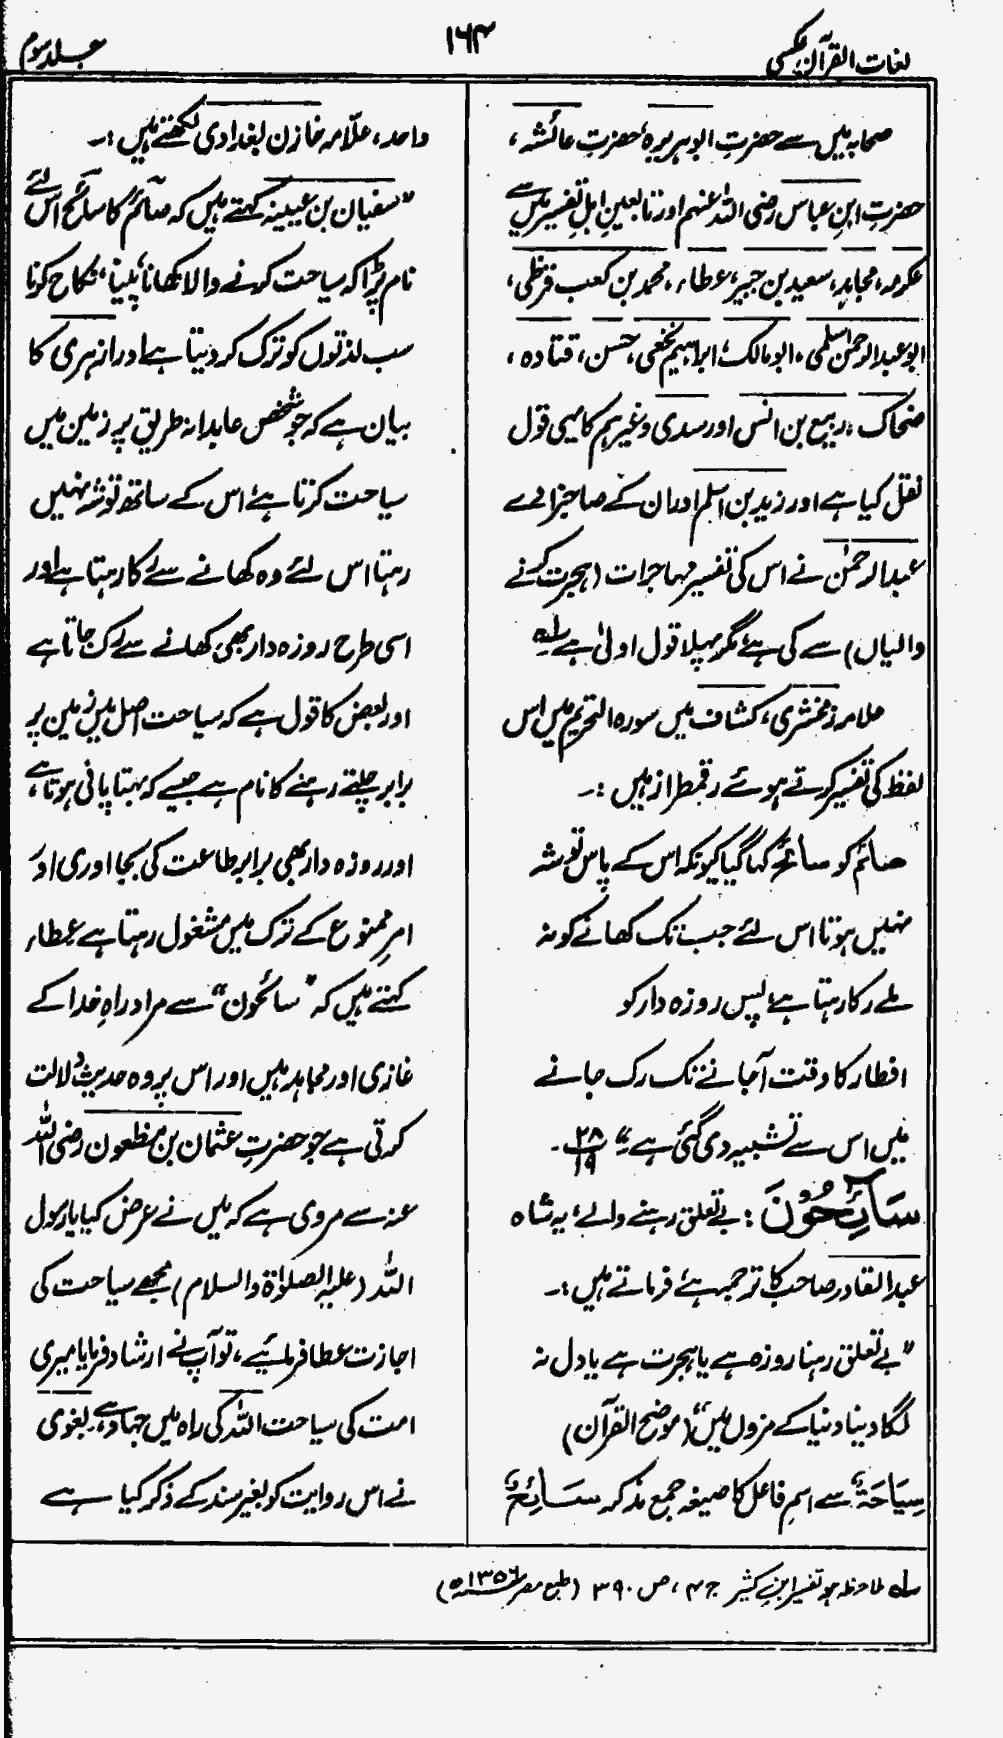 لغات القرآن عکسی
۱۶۴
جلد سوم
صحابہ میں سے حضرتِ ابوہریرہ، حضرتِ عائشہ،
حضرتِ ابنِ عباس رضی اللہ عنہم اور تابعین اہلِ تفسیر میں سے
عکرمہ، مجاہد، سعید بن جبیر، عطاء، محمد بن کعب قرظی،
ابوعبدالرحمٰن سلمی، ابومالک، ابراہیم نخعی، حسن، قتادہ،
ضحاک، ربیع بن انس اور سدی وغیرہم کا یہی قول
نقل کیا ہے اور زید بن اسلم اور ان کے صاحبزادے
عبدالرحمٰن نے اس کی تفسیر مہاجرات (ہجرت کرنے
والیاں) سے کی ہے، مگر پہلا قول اولیٰ ہے لہ
علامہ زمخشری، کشاف میں سورہ التحریم میں اس
لفظ کی تفسیر کرتے ہوئے رقمطراز ہیں :۔
صائم کو سائح کہا گیا کیونکہ اس کے پاس توشہ
نہیں ہوتا اس لئے جب تک کھانے کو نہ
ملے رکا رہتا ہے پس روزہ دار کو
افطار کا وقت آجانے تک رک جانے
میں اس سے تشبیہ دی گئی ہے" ۲۸/۱۹ ۔
سَائِحُوْنَ : بے تعلق رہنے والے، یہ شاہ
عبدالقادر صاحب کا ترجمہ ہے فرماتے ہیں :۔
"بے تعلق رہنا روزہ ہے یا ہجرت ہے یا دل نہ
لگا دینا دنیا کے مزوں میں" (موضح القرآن)
سِیَاحَۃٌ سے اسمِ فاعل کا صیغہ جمع مذکر سَائِحٌ
واحد، علّامہ خازن بغدادی لکھتے ہیں :۔
"سفیان بن عیینہ کہتے ہیں کہ صائم کا سائح اس لئے
نام پڑا کہ سیاحت کرنے والا کھانا، پینا، نکاح کرنا
سب لذتوں کو ترک کر دیتا ہے اور ازہری کا
بیان ہے کہ جو شخص عابدانہ طریق پر زمین میں
سیاحت کرتا ہے اس کے ساتھ توشہ نہیں
رہتا اس لئے وہ کھانے سے رکا رہتا ہے اور
اسی طرح روزہ دار بھی کھانے سے رک جاتا ہے
اور بعض کا قول ہے کہ سیاحت اصل میں زمین پر
برابر چلتے رہنے کا نام ہے جیسے کہ بہتا پانی ہوتا ہے،
اور روزہ دار بھی برابر طاعت کی بجا اوری اور
امرِ ممنوع کے ترک میں مشغول رہتا ہے عطاء
کہتے ہیں کہ "سائحون" سے مراد راہِ خدا کے
غازی اور مجاہد ہیں اور اس پر وہ حدیث دلالت
کرتی ہے جو حضرتِ عثمان بن مظعون رضی اللہ
عنہ سے مروی ہے کہ میں نے عرض کیا یا رسول
اللہ (علیہ الصلاۃ والسلام) مجھے سیاحت کی
اجازت عطا فرمائیے، تو آپ نے ارشاد فرمایا میری
امت کی سیاحت اللہ کی راہ میں جہاد ہے، بغوی
نے اس روایت کو بغیر سند کے ذکر کیا ہے
لہ ملاحظہ ہو تفسیر ابنِ کثیر ج ۴، ص ۳۹۰ (طبع مصر ۱۳۵۶ھ)